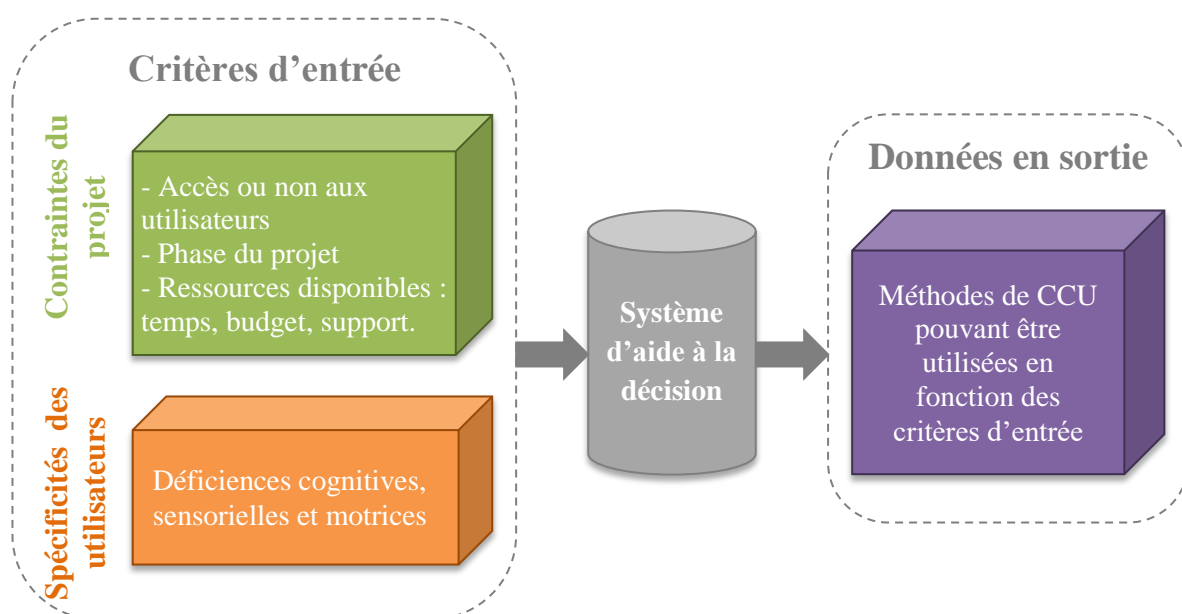 Critères d'entrée
Contraintes du
projet
- Accès ou non aux
utilisateurs
- Phase du projet
- Ressources disponibles :
temps, budget, support.
Spécificités des
utilisateurs
Déficiences cognitives,
sensorielles et motrices
Système
d'aide à la
décision
Données en sortie
Méthodes de CCU
pouvant être
utilisées en
fonction des
critères d'entrée